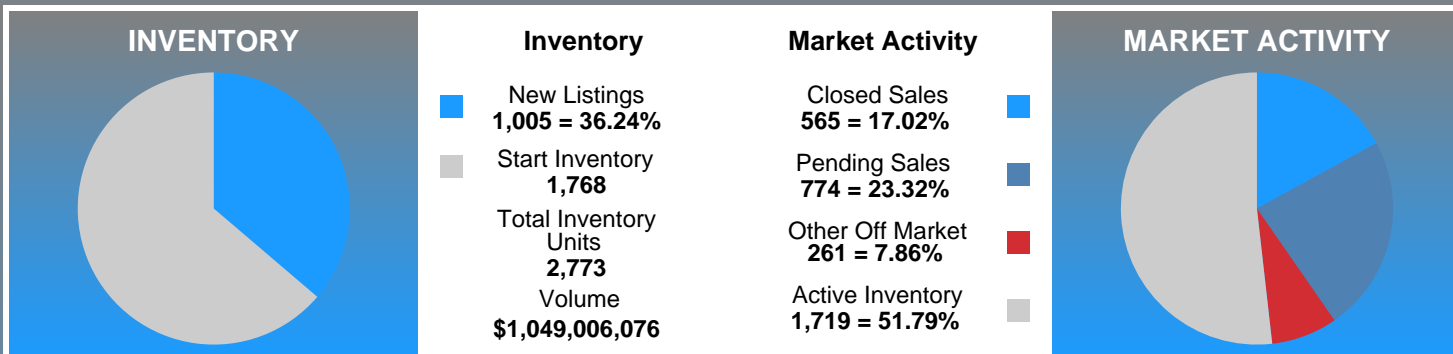 INVENTORY
Inventory
New Listings
1,005 = 36.24%
Start Inventory
1,768
Total Inventory
Units
2,773
Volume
$1,049,006,076
Market Activity
Closed Sales
565 = 17.02%
Pending Sales
774 = 23.32%
Other Off Market
261 = 7.86%
Active Inventory
1,719 = 51.79%
MARKET ACTIVITY